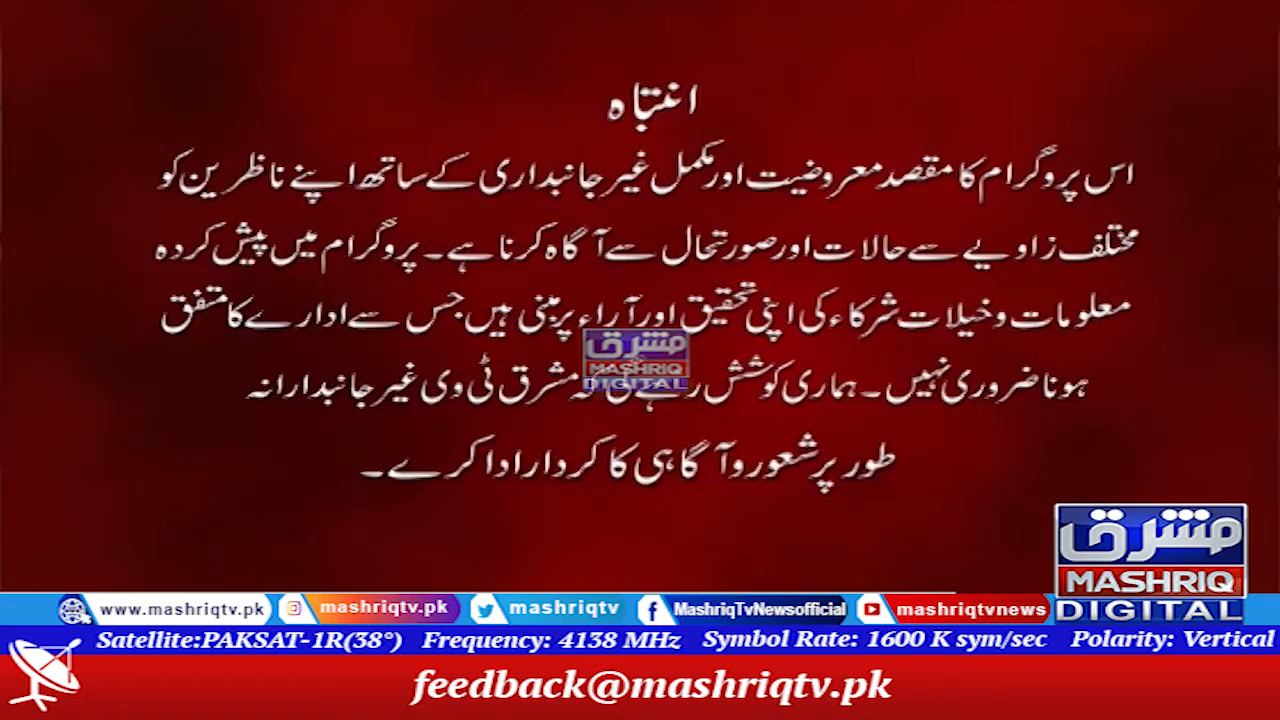 انتباہ
اس پروگرام کا مقصد معروضیت اور مکمل غیر جانبداری کے ساتھ اپنے ناظرین کو
مختلف زاویے سے حالات اور صورتحال سے آگاہ کرنا ہے۔ پروگرام میں پیش کردہ
معلومات و خیلات شرکاء کی اپنی تحقیق اور آراء پر مبنی ہیں جس سے ادارے کا متفق
ہونا ضروری نہیں۔ ہماری کوشش رہے گی کہ مشرق ٹی وی غیر جانبدارانہ
طور پر شعور و آگاہی کا کردار ادا کرے۔
مشرق
MASHRIQ
DIGITAL
مشرق
MASHRIQ
DIGITAL
www.mashriqtv.pk mashriqtv.pk mashriqtv MashriqTvNewsofficial mashriqtvnews
Satellite:PAKSAT-1R(38°) Frequency: 4138 MHz Symbol Rate: 1600 K sym/sec Polarity: Vertical
feedback@mashriqtv.pk